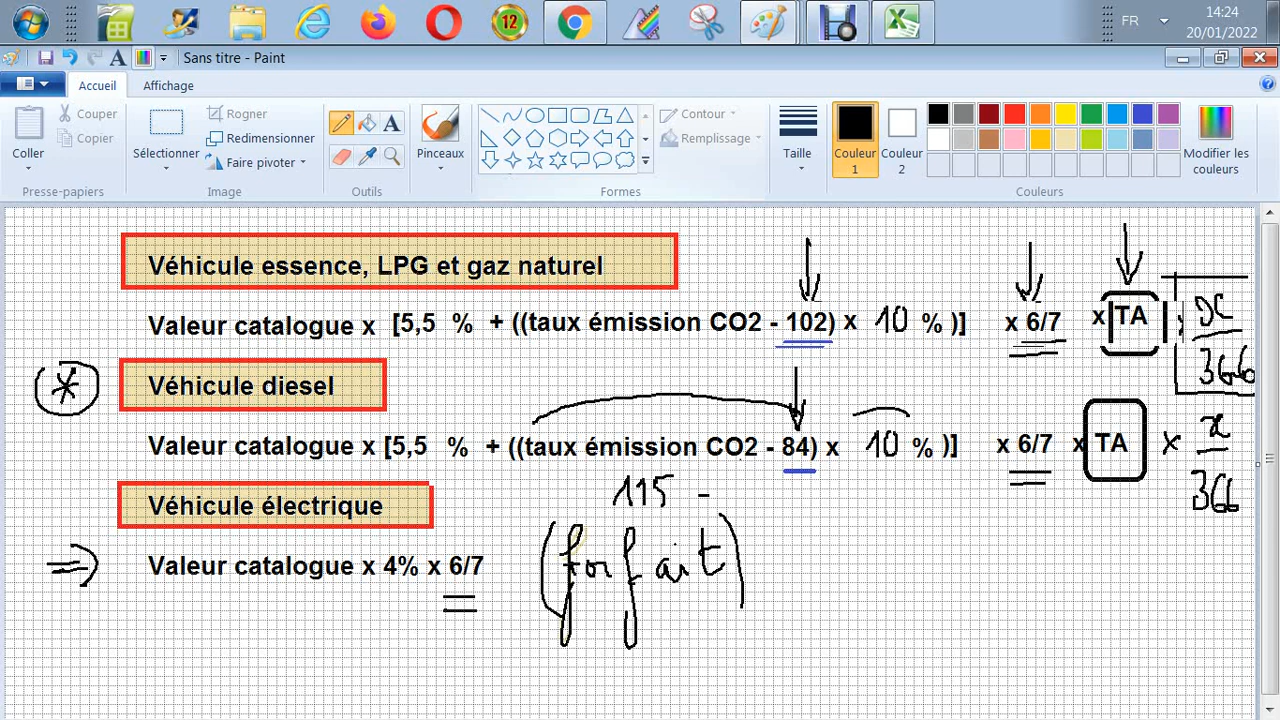 12
FR
14:24
20/01/2022
Sans titre - Paint
Accueil
Affichage
Coller
Couper
Copier
Presse-papiers
Sélectionner
Rogner
Redimensionner
Faire pivoter
Image
Outils
Pinceaux
Contour
Remplissage
Formes
Taille
Couleur 1
Couleur 2
Modifier les couleurs
Couleurs
Véhicule essence, LPG et gaz naturel
Valeur catalogue x [5,5 % + ((taux émission CO2 - 102) x 10 % )] x 6/7 x TA
366
Véhicule diesel
Valeur catalogue x [5,5 % + ((taux émission CO2 - 84) x 10 % )] x 6/7 x TA x x
366
115 -
Véhicule électrique
Valeur catalogue x 4% x 6/7
(forfait)